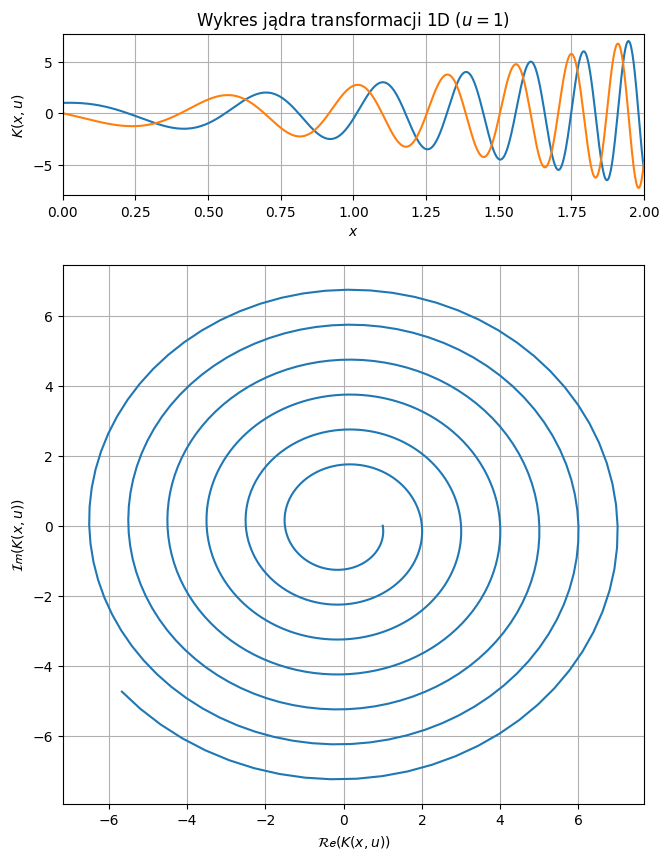 Wykres jądra transformacji 1D (u = 1)
K(x, u)
5
0
−5
0.00 0.25 0.50 0.75 1.00 1.25 1.50 1.75 2.00
x
ℐ𝓂(K(x, u))
6
4
2
0
−2
−4
−6
−6 −4 −2 0 2 4 6
ℛℯ(K(x, u))